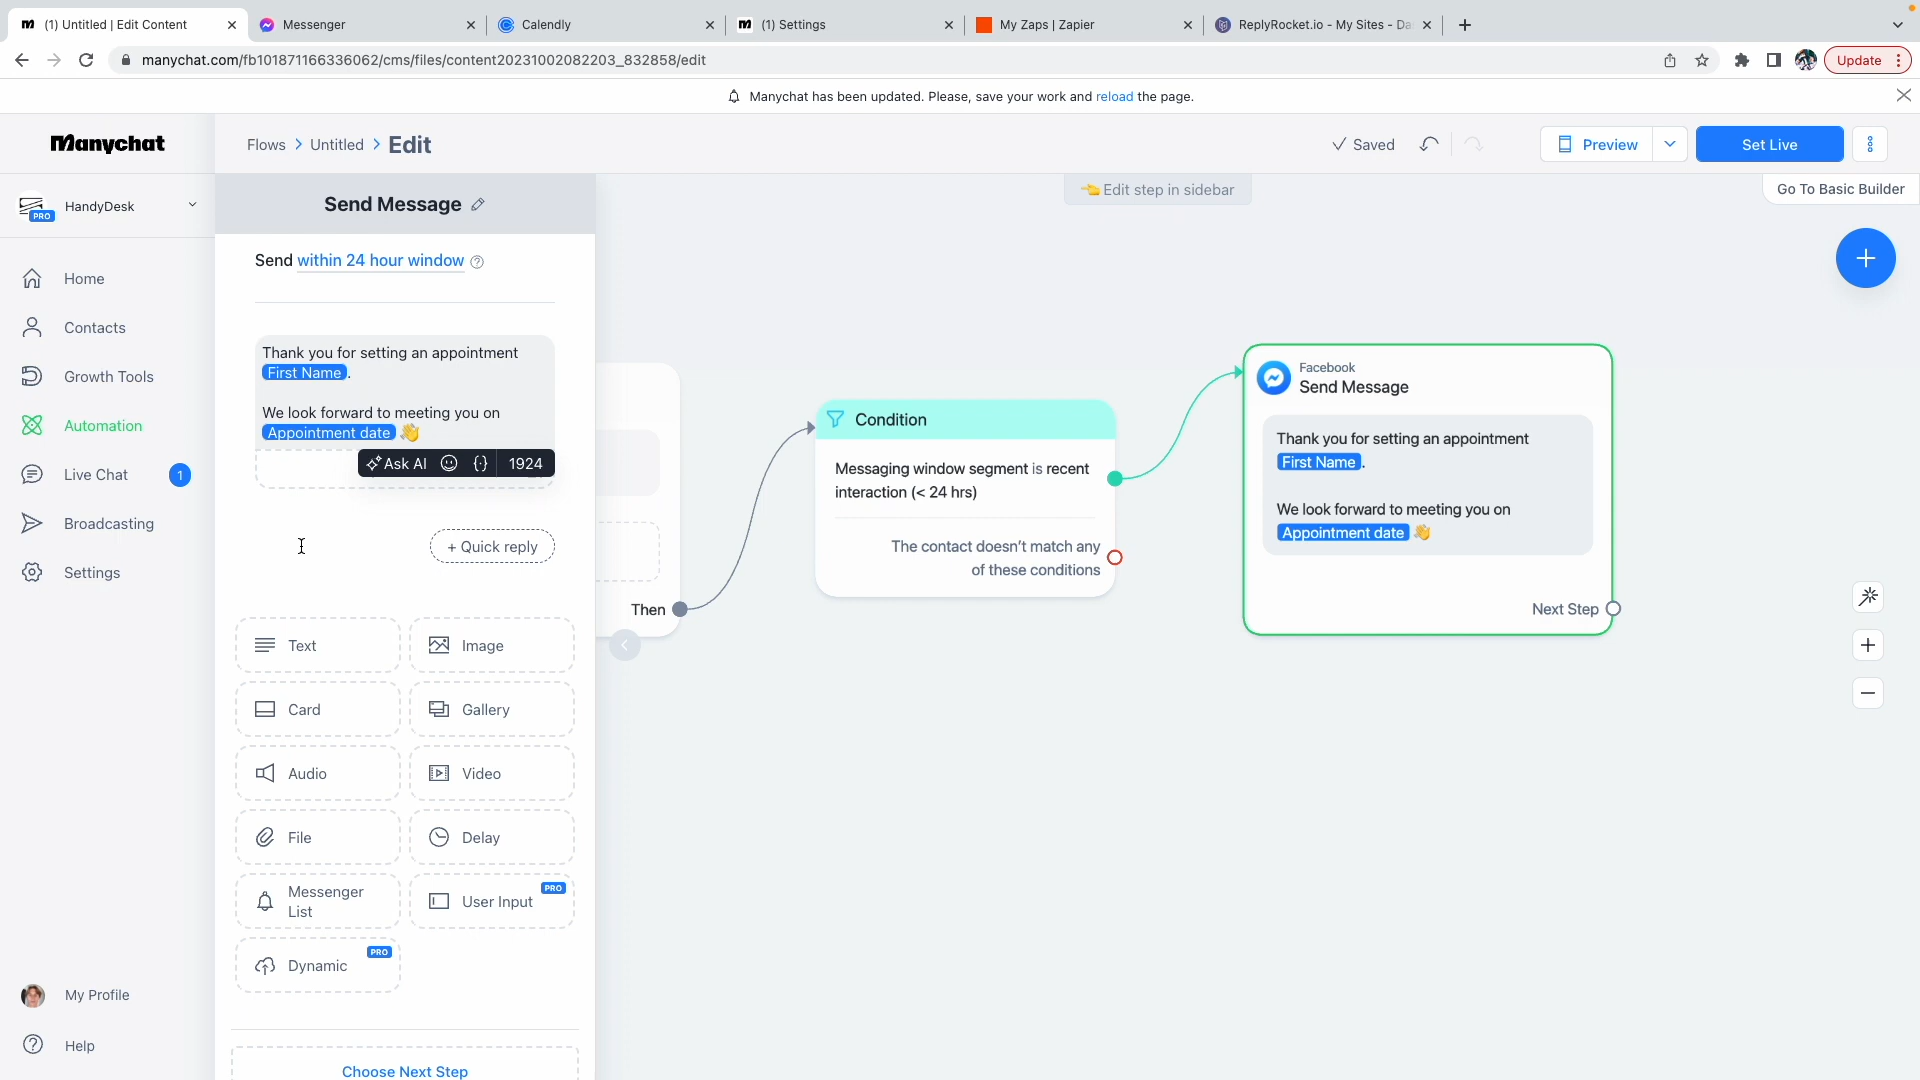 (1) Untitled | Edit Content
Messenger
Calendly
(1) Settings
My Zaps | Zapier
ReplyRocket.io - My Sites - Da
manychat.com/fb101871166336062/cms/files/content20231002082203_832858/edit
Update
Manychat has been updated. Please, save your work and reload the page.
Manychat
Flows > Untitled > Edit
Saved
Preview
Set Live
HandyDesk
PRO
Send Message
Edit step in sidebar
Go To Basic Builder
Home
Contacts
Growth Tools
Automation
Live Chat
1
Broadcasting
Settings
My Profile
Help
Send within 24 hour window
Thank you for setting an appointment
First Name.
We look forward to meeting you on
Appointment date 👋
Ask AI
1924
+ Quick reply
Text
Image
Card
Gallery
Audio
Video
File
Delay
Messenger
List
User Input
PRO
Dynamic
PRO
Choose Next Step
Then
Condition
Messaging window segment is recent
interaction (< 24 hrs)
The contact doesn't match any
of these conditions
Facebook
Send Message
Thank you for setting an appointment
First Name.
We look forward to meeting you on
Appointment date 👋
Next Step